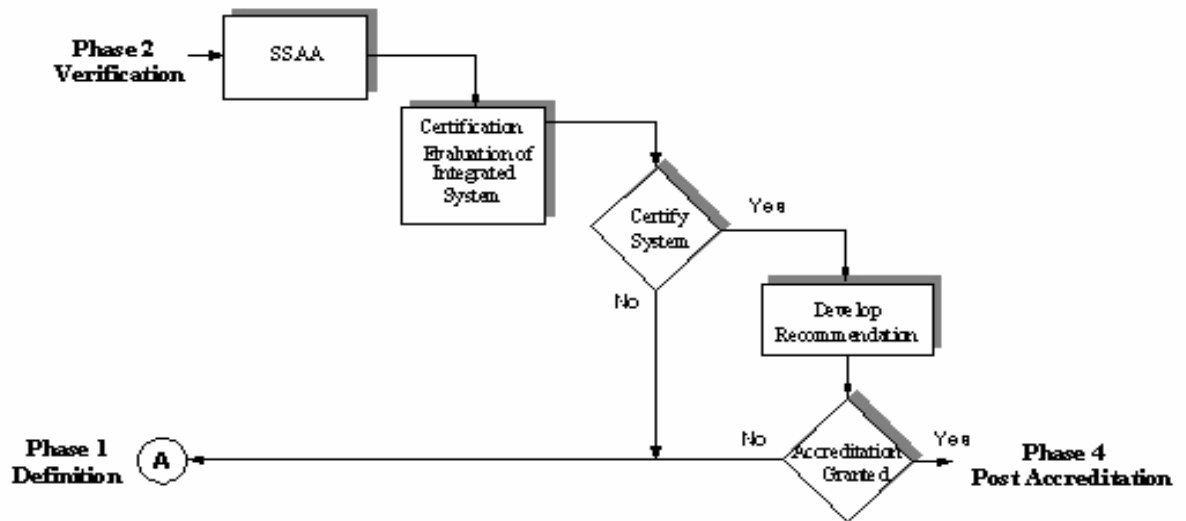 Phase 2
Verification
SSAA
Certification
Evaluation of
Integrated
System
Certify
System
Yes
No
Develop
Recommendation
Phase 1
Definition
A
No
Accreditation
Granted
Yes
Phase 4
Post Accreditation